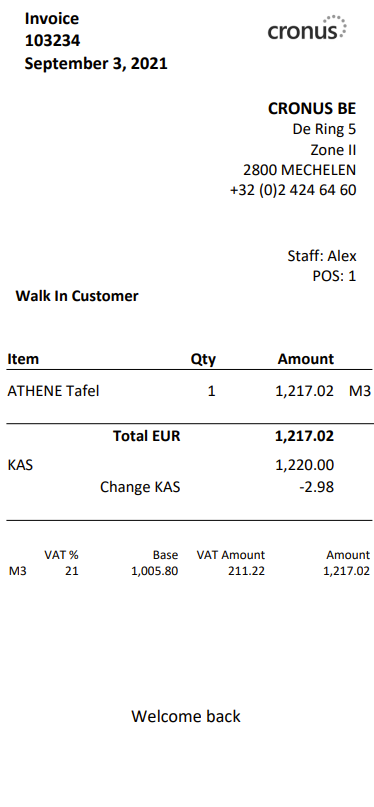 Invoice
103234
September 3, 2021
cronus
CRONUS BE
De Ring 5
Zone II
2800 MECHELEN
+32 (0)2 424 64 60
Staff: Alex
POS: 1
Walk In Customer
Item Qty Amount
ATHENE Tafel 1 1,217.02 M3
Total EUR 1,217.02
KAS 1,220.00
Change KAS -2.98
VAT % Base VAT Amount Amount
M3 21 1,005.80 211.22 1,217.02
Welcome back